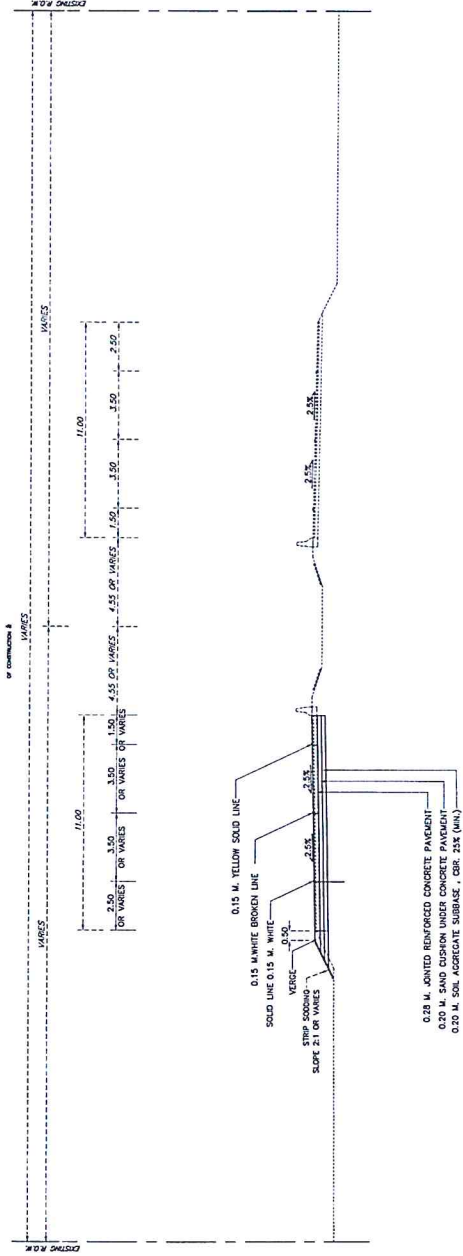 EXISTING R.O.W.
EXISTING R.O.W.
VARIES
VARIES
VARIES
OF CONSTRUCTION &
11.00
11.00
2.50
OR VARIES
3.50
OR VARIES
3.50
OR VARIES
1.50
OR VARIES
4.55 OR VARIES
4.55 OR VARIES
1.50
3.50
3.50
2.50
0.15 M. YELLOW SOLID LINE
0.15 M.WHITE BROKEN LINE
SOLID LINE 0.15 M. WHITE
VERGE
0.50
STRIP SODDING
SLOPE 2:1 OR VARIES
2.5%
2.5%
2.5%
2.5%
0.28 M. JOINTED REINFORCED CONCRETE PAVEMENT
0.20 M. SAND CUSHION UNDER CONCRETE PAVEMENT
0.20 M. SOIL AGGREGATE SUBBASE , CBR. 25% (MIN.)